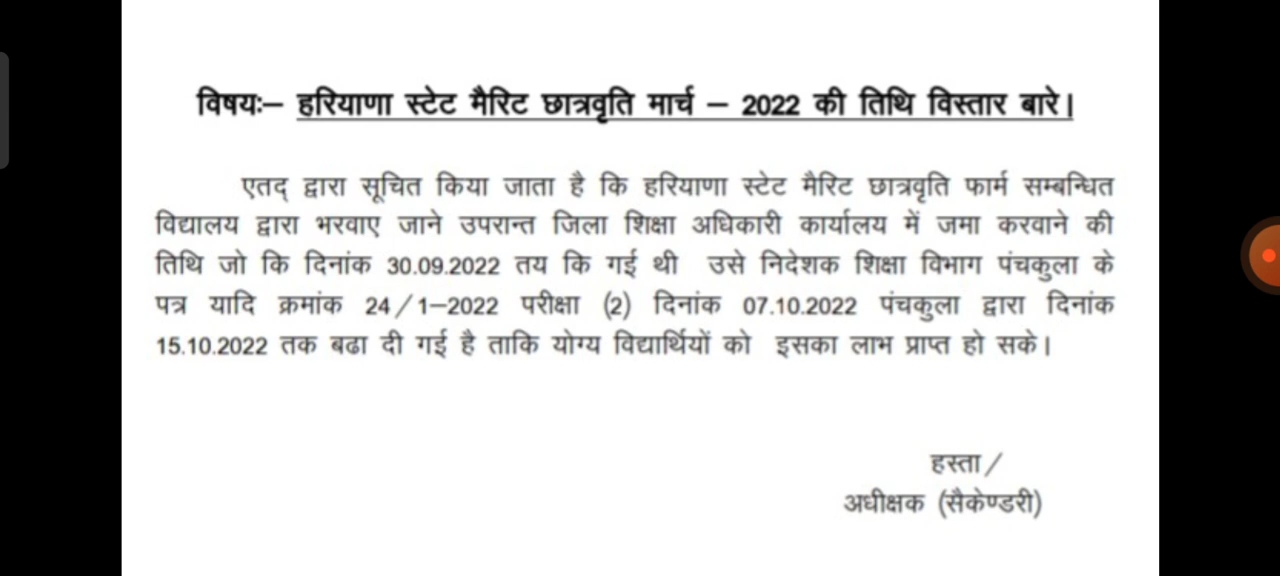 विषयः– हरियाणा स्टेट मैरिट छात्रवृति मार्च – 2022 की तिथि विस्तार बारे।
एतद् द्वारा सूचित किया जाता है कि हरियाणा स्टेट मैरिट छात्रवृति फार्म सम्बन्धित
विद्यालय द्वारा भरवाए जाने उपरान्त जिला शिक्षा अधिकारी कार्यालय में जमा करवाने की
तिथि जो कि दिनांक 30.09.2022 तय कि गई थी उसे निदेशक शिक्षा विभाग पंचकुला के
पत्र यादि क्रमांक 24/1–2022 परीक्षा (2) दिनांक 07.10.2022 पंचकुला द्वारा दिनांक
15.10.2022 तक बढा दी गई है ताकि योग्य विद्यार्थियों को इसका लाभ प्राप्त हो सके।
हस्ता/
अधीक्षक (सैकेण्डरी)